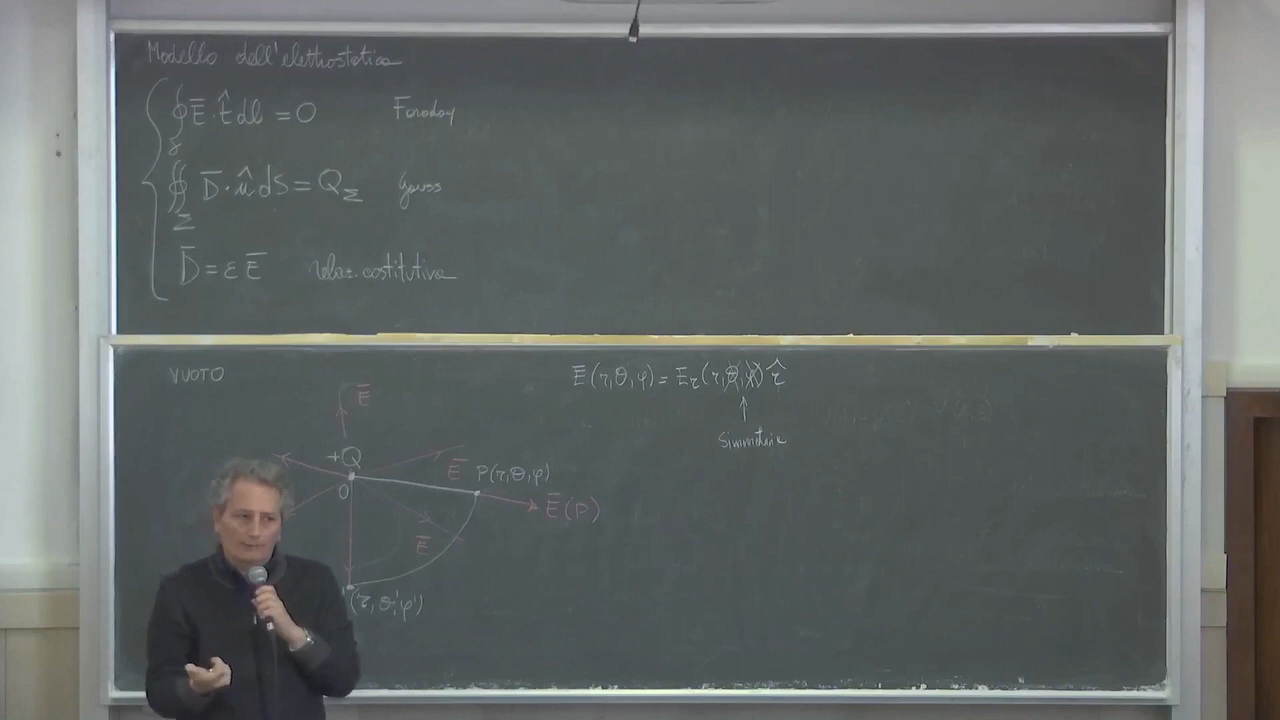 Modello dell'elettrostatica
∮γ Ē · t̂ dl = 0 Faraday
∯Σ D̄ · n̂ dS = Q_Σ Gauss
D̄ = ε Ē relaz. costitutiva
VUOTO
Ē(r,θ,φ) = E_r(r,θ,φ) r̂
simmetria
Ē
+Q
Ē
P(r,θ,φ)
O
Ē(P)
Ē
'(r,θ',φ')